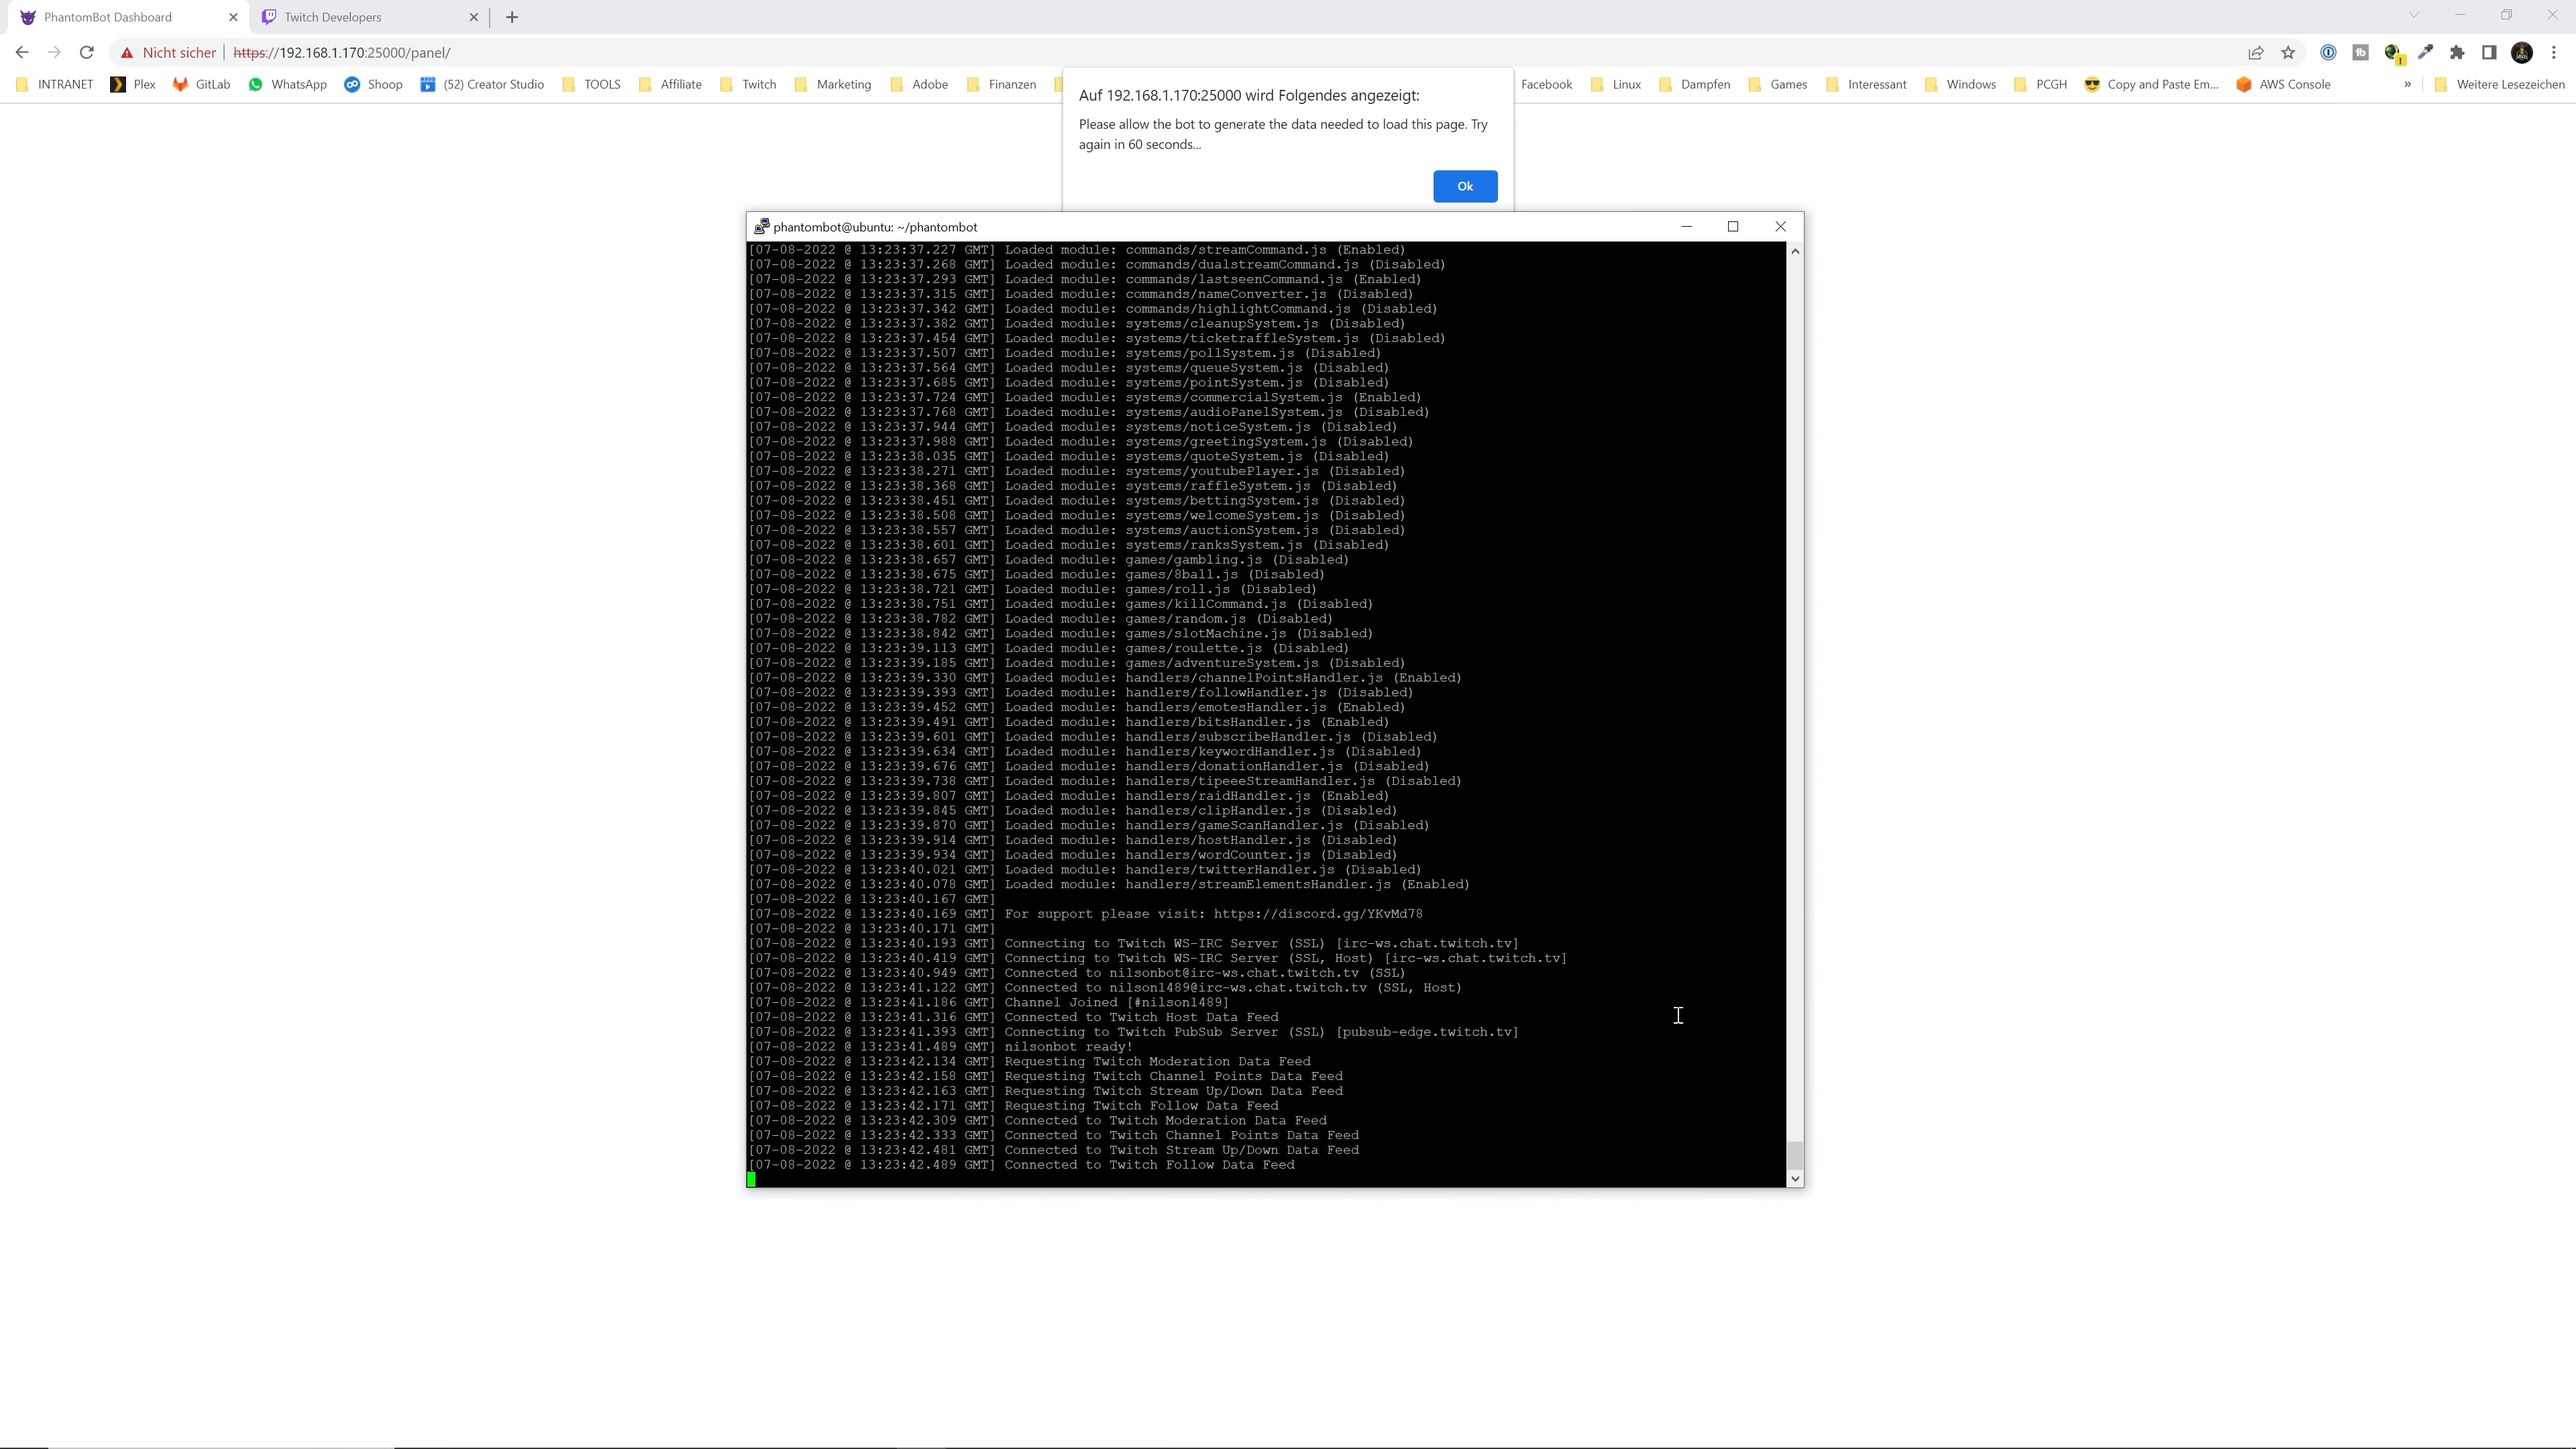 PhantomBot Dashboard
Twitch Developers
Nicht sicher
https://192.168.1.170:25000/panel/
INTRANET
Plex
GitLab
WhatsApp
Shoop
(52) Creator Studio
TOOLS
Affiliate
Twitch
Marketing
Adobe
Finanzen
Facebook
Linux
Dampfen
Games
Interessant
Windows
PCGH
Copy and Paste Em...
AWS Console
»
Weitere Lesezeichen
Auf 192.168.1.170:25000 wird Folgendes angezeigt:
Please allow the bot to generate the data needed to load this page. Try
again in 60 seconds...
Ok
phantombot@ubuntu: ~/phantombot
[07-08-2022 @ 13:23:37.227 GMT] Loaded module: commands/streamCommand.js (Enabled)
[07-08-2022 @ 13:23:37.268 GMT] Loaded module: commands/dualstreamCommand.js (Disabled)
[07-08-2022 @ 13:23:37.293 GMT] Loaded module: commands/lastseenCommand.js (Enabled)
[07-08-2022 @ 13:23:37.315 GMT] Loaded module: commands/nameConverter.js (Disabled)
[07-08-2022 @ 13:23:37.342 GMT] Loaded module: commands/highlightCommand.js (Disabled)
[07-08-2022 @ 13:23:37.382 GMT] Loaded module: systems/cleanupSystem.js (Disabled)
[07-08-2022 @ 13:23:37.454 GMT] Loaded module: systems/ticketraffleSystem.js (Disabled)
[07-08-2022 @ 13:23:37.507 GMT] Loaded module: systems/pollSystem.js (Disabled)
[07-08-2022 @ 13:23:37.564 GMT] Loaded module: systems/queueSystem.js (Disabled)
[07-08-2022 @ 13:23:37.685 GMT] Loaded module: systems/pointSystem.js (Disabled)
[07-08-2022 @ 13:23:37.724 GMT] Loaded module: systems/commercialSystem.js (Enabled)
[07-08-2022 @ 13:23:37.768 GMT] Loaded module: systems/audioPanelSystem.js (Disabled)
[07-08-2022 @ 13:23:37.944 GMT] Loaded module: systems/noticeSystem.js (Disabled)
[07-08-2022 @ 13:23:37.988 GMT] Loaded module: systems/greetingSystem.js (Disabled)
[07-08-2022 @ 13:23:38.035 GMT] Loaded module: systems/quoteSystem.js (Disabled)
[07-08-2022 @ 13:23:38.271 GMT] Loaded module: systems/youtubePlayer.js (Disabled)
[07-08-2022 @ 13:23:38.368 GMT] Loaded module: systems/raffleSystem.js (Disabled)
[07-08-2022 @ 13:23:38.451 GMT] Loaded module: systems/bettingSystem.js (Disabled)
[07-08-2022 @ 13:23:38.508 GMT] Loaded module: systems/welcomeSystem.js (Disabled)
[07-08-2022 @ 13:23:38.557 GMT] Loaded module: systems/auctionSystem.js (Disabled)
[07-08-2022 @ 13:23:38.601 GMT] Loaded module: systems/ranksSystem.js (Disabled)
[07-08-2022 @ 13:23:38.657 GMT] Loaded module: games/gambling.js (Disabled)
[07-08-2022 @ 13:23:38.675 GMT] Loaded module: games/8ball.js (Disabled)
[07-08-2022 @ 13:23:38.721 GMT] Loaded module: games/roll.js (Disabled)
[07-08-2022 @ 13:23:38.751 GMT] Loaded module: games/killCommand.js (Disabled)
[07-08-2022 @ 13:23:38.782 GMT] Loaded module: games/random.js (Disabled)
[07-08-2022 @ 13:23:38.842 GMT] Loaded module: games/slotMachine.js (Disabled)
[07-08-2022 @ 13:23:39.113 GMT] Loaded module: games/roulette.js (Disabled)
[07-08-2022 @ 13:23:39.185 GMT] Loaded module: games/adventureSystem.js (Disabled)
[07-08-2022 @ 13:23:39.330 GMT] Loaded module: handlers/channelPointsHandler.js (Enabled)
[07-08-2022 @ 13:23:39.393 GMT] Loaded module: handlers/followHandler.js (Disabled)
[07-08-2022 @ 13:23:39.452 GMT] Loaded module: handlers/emotesHandler.js (Enabled)
[07-08-2022 @ 13:23:39.491 GMT] Loaded module: handlers/bitsHandler.js (Enabled)
[07-08-2022 @ 13:23:39.601 GMT] Loaded module: handlers/subscribeHandler.js (Disabled)
[07-08-2022 @ 13:23:39.634 GMT] Loaded module: handlers/keywordHandler.js (Disabled)
[07-08-2022 @ 13:23:39.676 GMT] Loaded module: handlers/donationHandler.js (Disabled)
[07-08-2022 @ 13:23:39.738 GMT] Loaded module: handlers/tipeeeStreamHandler.js (Disabled)
[07-08-2022 @ 13:23:39.807 GMT] Loaded module: handlers/raidHandler.js (Enabled)
[07-08-2022 @ 13:23:39.845 GMT] Loaded module: handlers/clipHandler.js (Disabled)
[07-08-2022 @ 13:23:39.870 GMT] Loaded module: handlers/gameScanHandler.js (Disabled)
[07-08-2022 @ 13:23:39.914 GMT] Loaded module: handlers/hostHandler.js (Disabled)
[07-08-2022 @ 13:23:39.934 GMT] Loaded module: handlers/wordCounter.js (Disabled)
[07-08-2022 @ 13:23:40.021 GMT] Loaded module: handlers/twitterHandler.js (Disabled)
[07-08-2022 @ 13:23:40.078 GMT] Loaded module: handlers/streamElementsHandler.js (Enabled)
[07-08-2022 @ 13:23:40.167 GMT]
[07-08-2022 @ 13:23:40.169 GMT] For support please visit: https://discord.gg/YKvMd78
[07-08-2022 @ 13:23:40.171 GMT]
[07-08-2022 @ 13:23:40.193 GMT] Connecting to Twitch WS-IRC Server (SSL) [irc-ws.chat.twitch.tv]
[07-08-2022 @ 13:23:40.419 GMT] Connecting to Twitch WS-IRC Server (SSL, Host) [irc-ws.chat.twitch.tv]
[07-08-2022 @ 13:23:40.949 GMT] Connected to nilsonbot@irc-ws.chat.twitch.tv (SSL)
[07-08-2022 @ 13:23:41.122 GMT] Connected to nilson1489@irc-ws.chat.twitch.tv (SSL, Host)
[07-08-2022 @ 13:23:41.186 GMT] Channel Joined [#nilson1489]
[07-08-2022 @ 13:23:41.316 GMT] Connected to Twitch Host Data Feed
[07-08-2022 @ 13:23:41.393 GMT] Connecting to Twitch PubSub Server (SSL) [pubsub-edge.twitch.tv]
[07-08-2022 @ 13:23:41.489 GMT] nilsonbot ready!
[07-08-2022 @ 13:23:42.134 GMT] Requesting Twitch Moderation Data Feed
[07-08-2022 @ 13:23:42.158 GMT] Requesting Twitch Channel Points Data Feed
[07-08-2022 @ 13:23:42.163 GMT] Requesting Twitch Stream Up/Down Data Feed
[07-08-2022 @ 13:23:42.171 GMT] Requesting Twitch Follow Data Feed
[07-08-2022 @ 13:23:42.309 GMT] Connected to Twitch Moderation Data Feed
[07-08-2022 @ 13:23:42.333 GMT] Connected to Twitch Channel Points Data Feed
[07-08-2022 @ 13:23:42.481 GMT] Connected to Twitch Stream Up/Down Data Feed
[07-08-2022 @ 13:23:42.489 GMT] Connected to Twitch Follow Data Feed